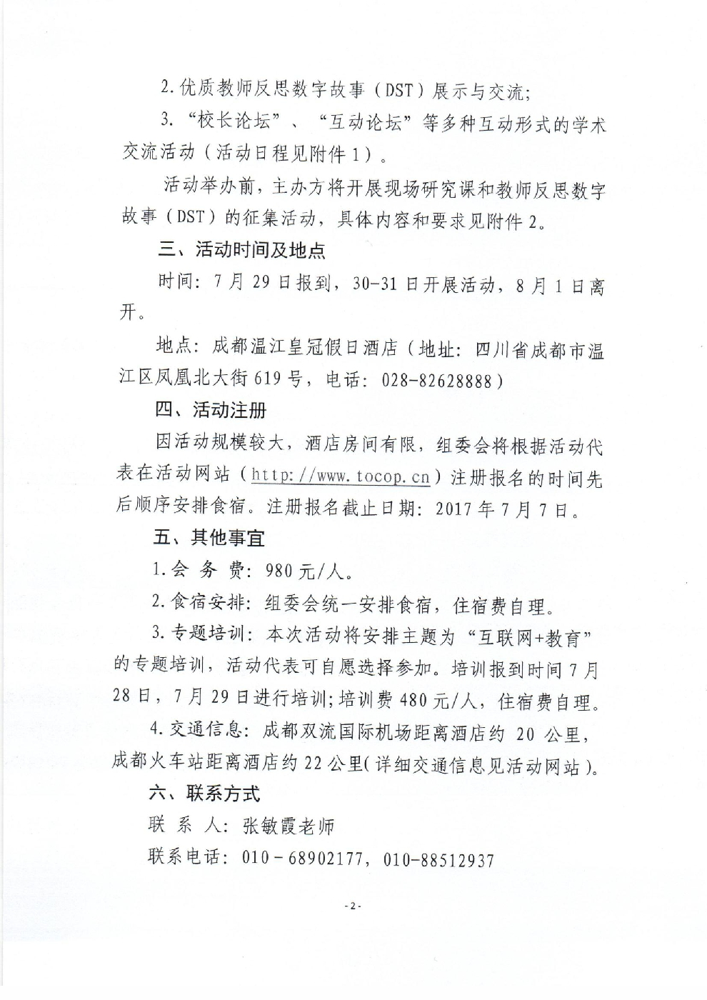 2.优质教师反思数字故事（DST）展示与交流;
3.“校长论坛”、“互动论坛”等多种互动形式的学术
交流活动（活动日程见附件1）。
活动举办前，主办方将开展现场研究课和教师反思数字
故事（DST）的征集活动，具体内容和要求见附件2。
三、活动时间及地点
时间：7月29日报到，30-31日开展活动，8月1日离
开。
地点：成都温江皇冠假日酒店（地址：四川省成都市温
江区凤凰北大街619号，电话：028-82628888）
四、活动注册
因活动规模较大，酒店房间有限，组委会将根据活动代
表在活动网站（http://www.tocop.cn）注册报名的时间先
后顺序安排食宿。注册报名截止日期：2017年7月7日。
五、其他事宜
1.会 务 费：980元/人。
2.食宿安排：组委会统一安排食宿，住宿费自理。
3.专题培训：本次活动将安排主题为“互联网+教育”
的专题培训，活动代表可自愿选择参加。培训报到时间7月
28日，7月29日进行培训;培训费480元/人，住宿费自理。
4.交通信息：成都双流国际机场距离酒店约 20 公里，
成都火车站距离酒店约22公里（详细交通信息见活动网站）。
六、联系方式
联 系 人：张敏霞老师
联系电话：010－68902177，010-88512937
-2-